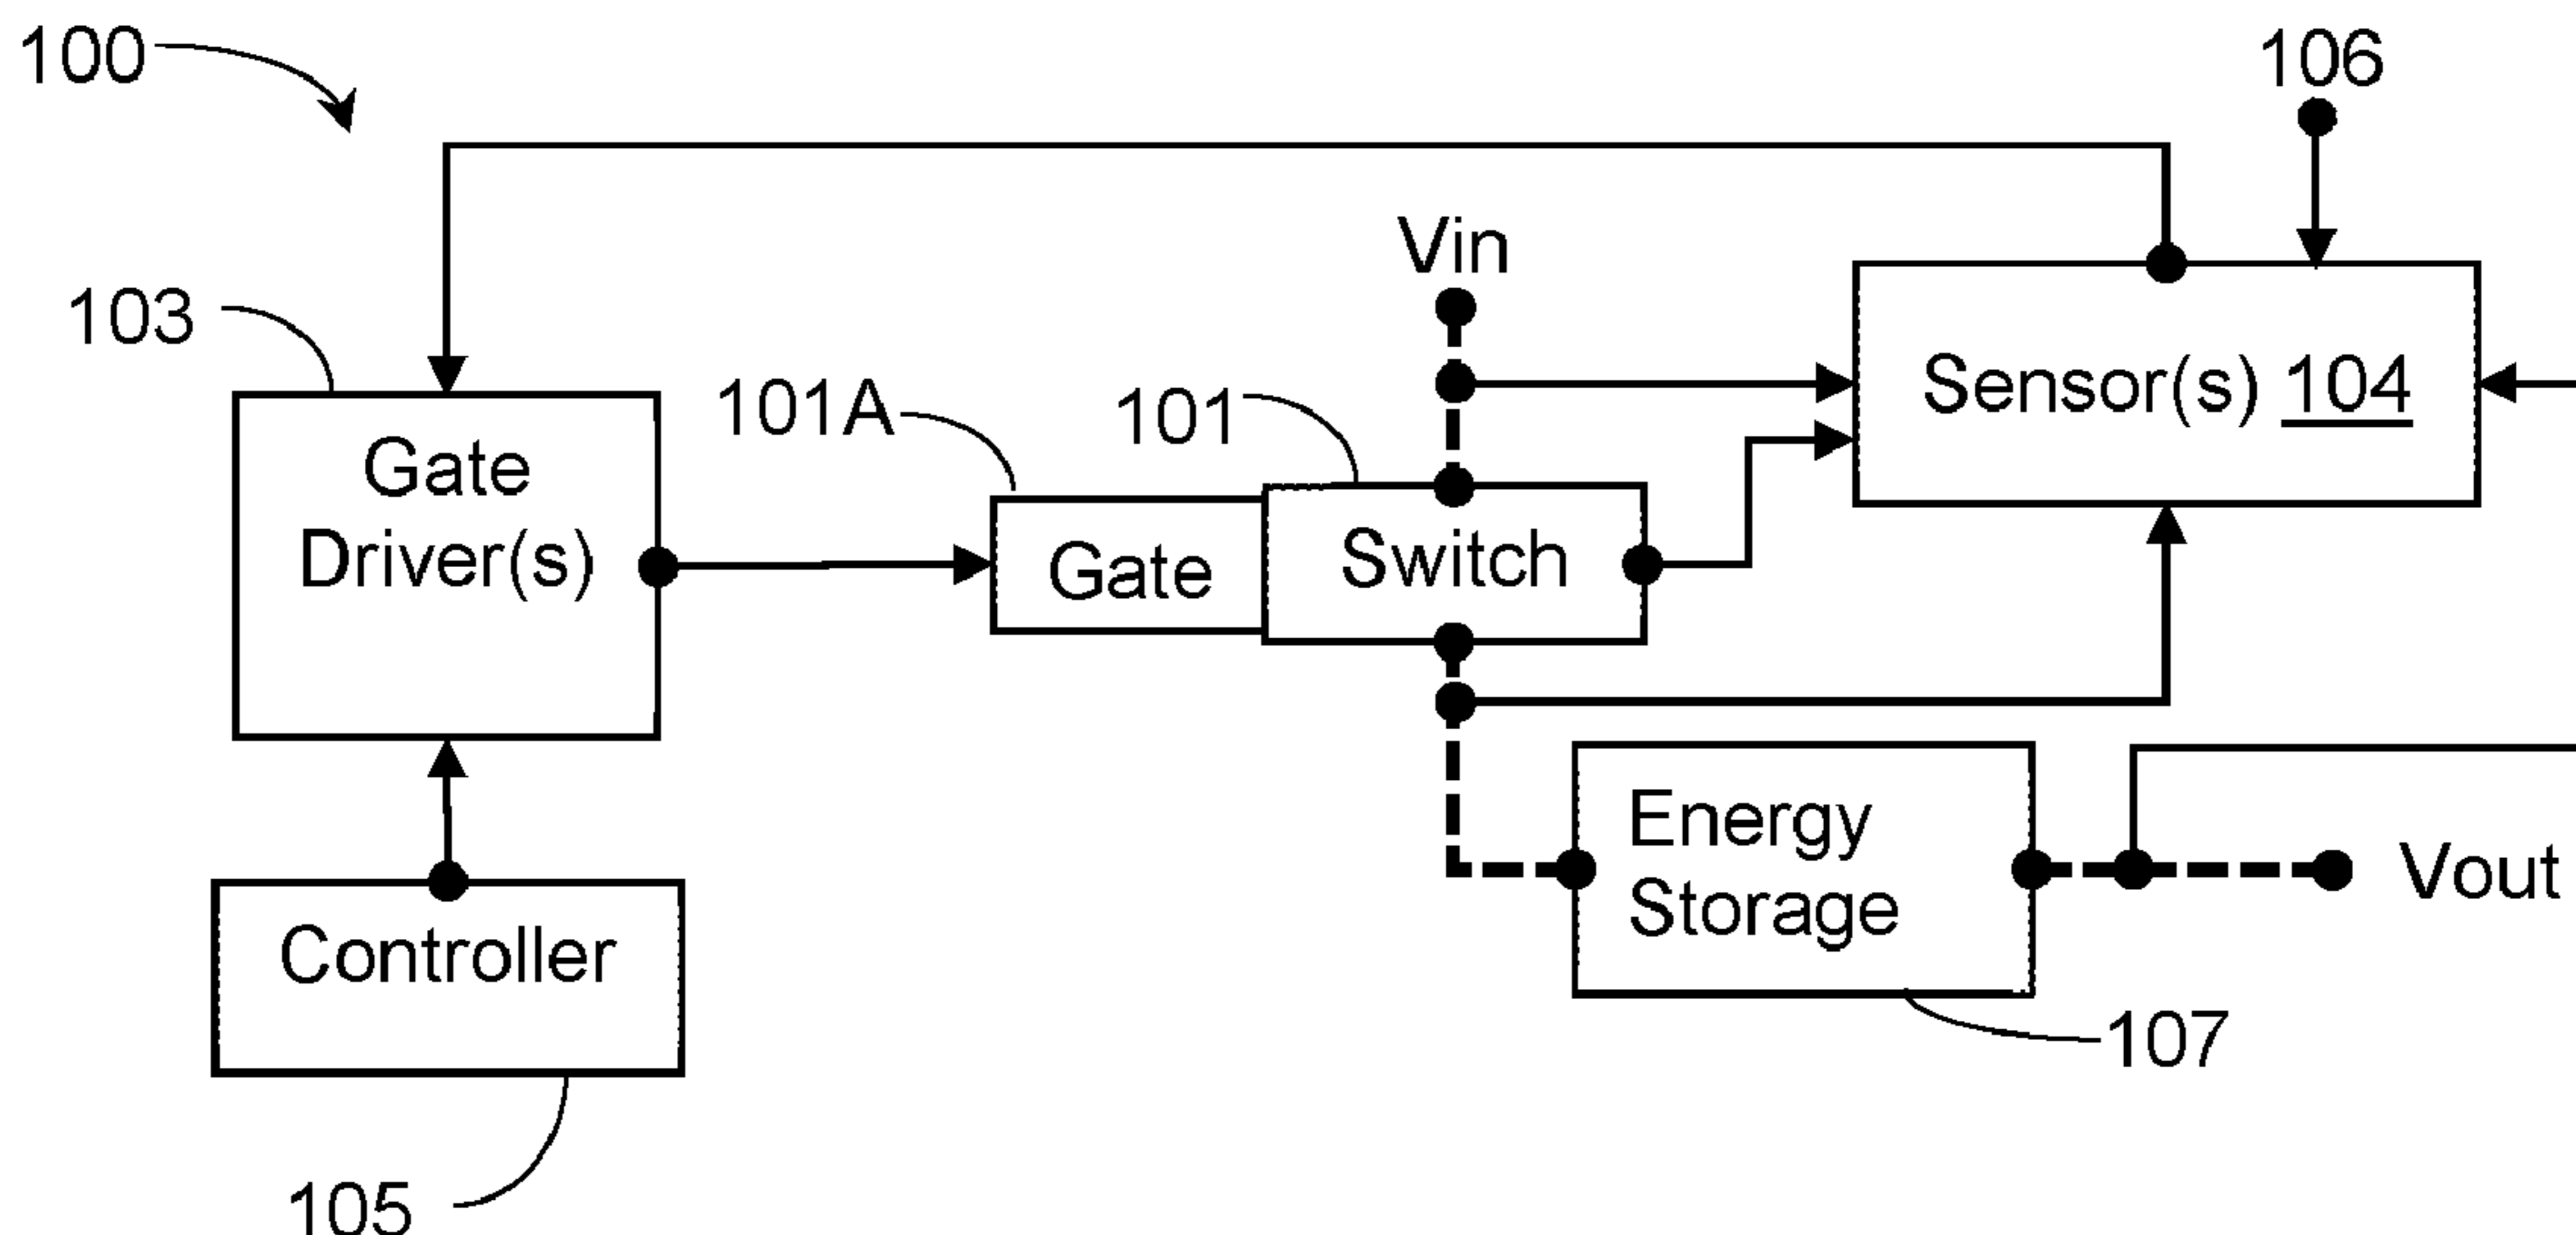 100
106
Vin
103
101A
101
Sensor(s) 104
Gate
Driver(s)
Gate
Switch
Energy
Storage
Vout
Controller
107
105